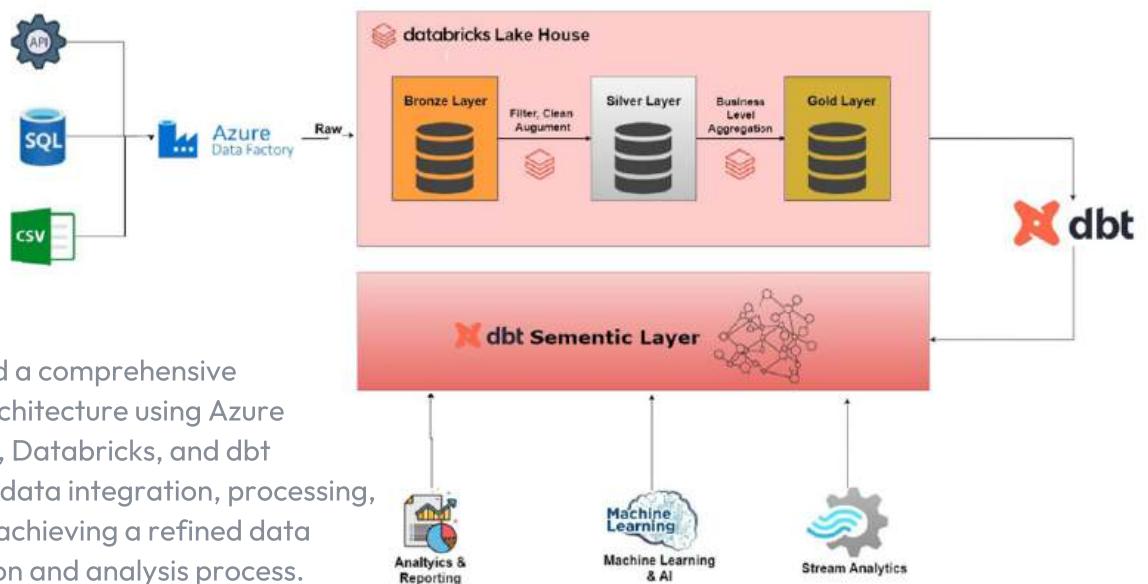 API
SQL
CSV
Azure
Data Factory
Raw
databricks Lake House
Bronze Layer
Filter, Clean
Augument
Silver Layer
Business
Level
Aggregation
Gold Layer
dbt
dbt Sementic Layer
d a comprehensive
chitecture using Azure
, Databricks, and dbt
data integration, processing,
achieving a refined data
on and analysis process.
Analtyics &
Reporting
Machine
Learning
Machine Learning
& AI
Stream Analytics